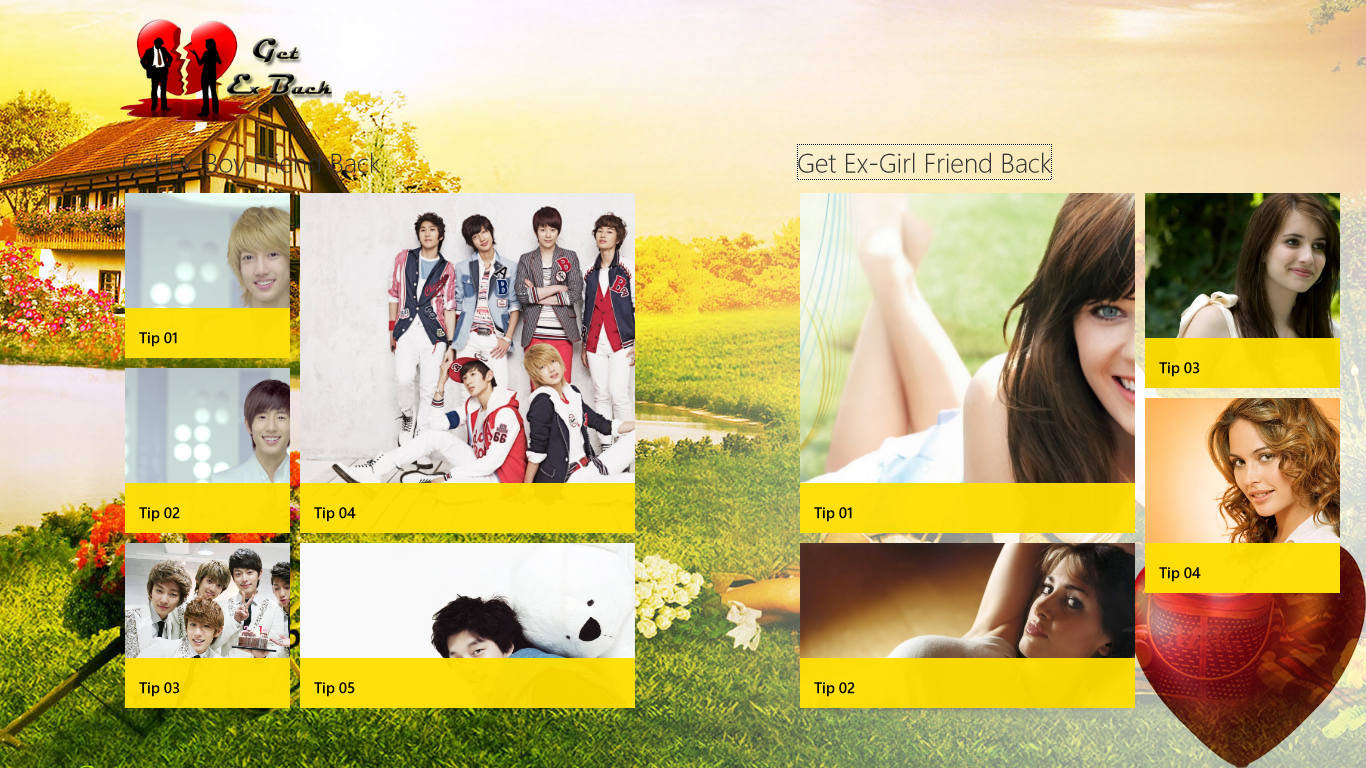 Get
Ex Back
Get Ex-Boy Friend Back
Tip 01
Tip 02
Tip 03
Tip 04
Tip 05
Get Ex-Girl Friend Back
Tip 01
Tip 02
Tip 03
Tip 04